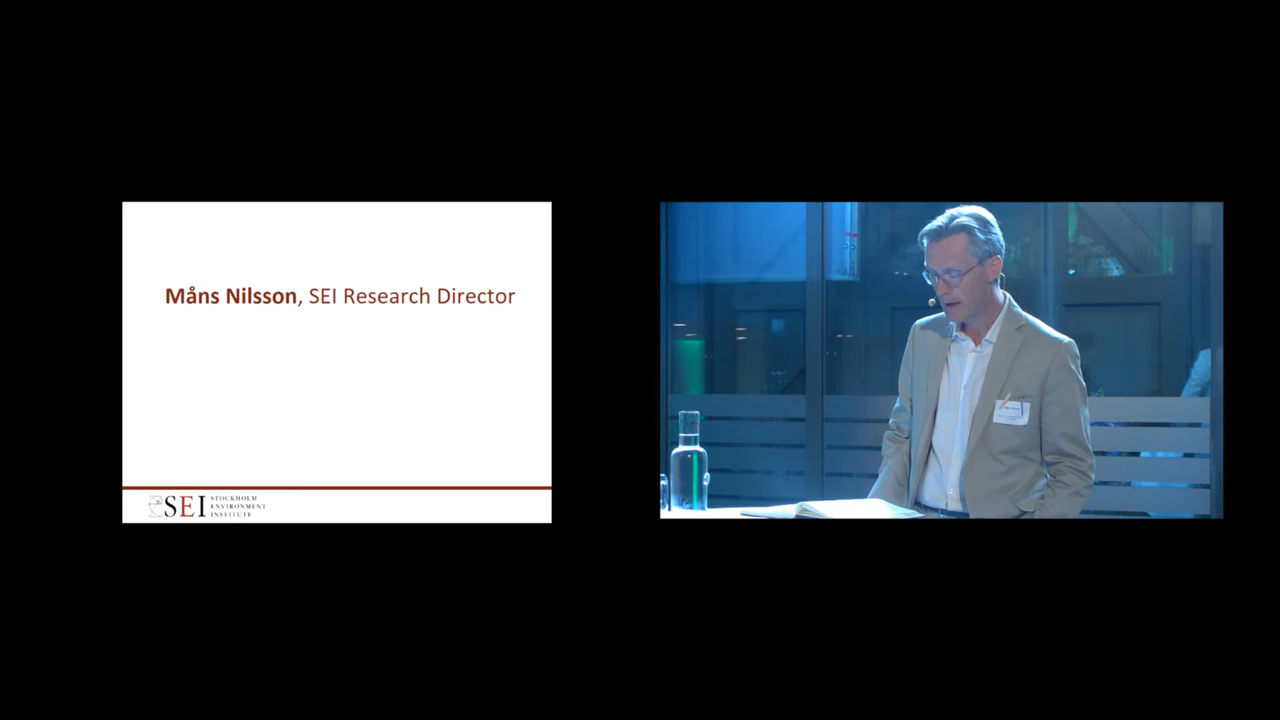 Måns Nilsson, SEI Research Director
SEI
STOCKHOLM
ENVIRONMENT
INSTITUTE